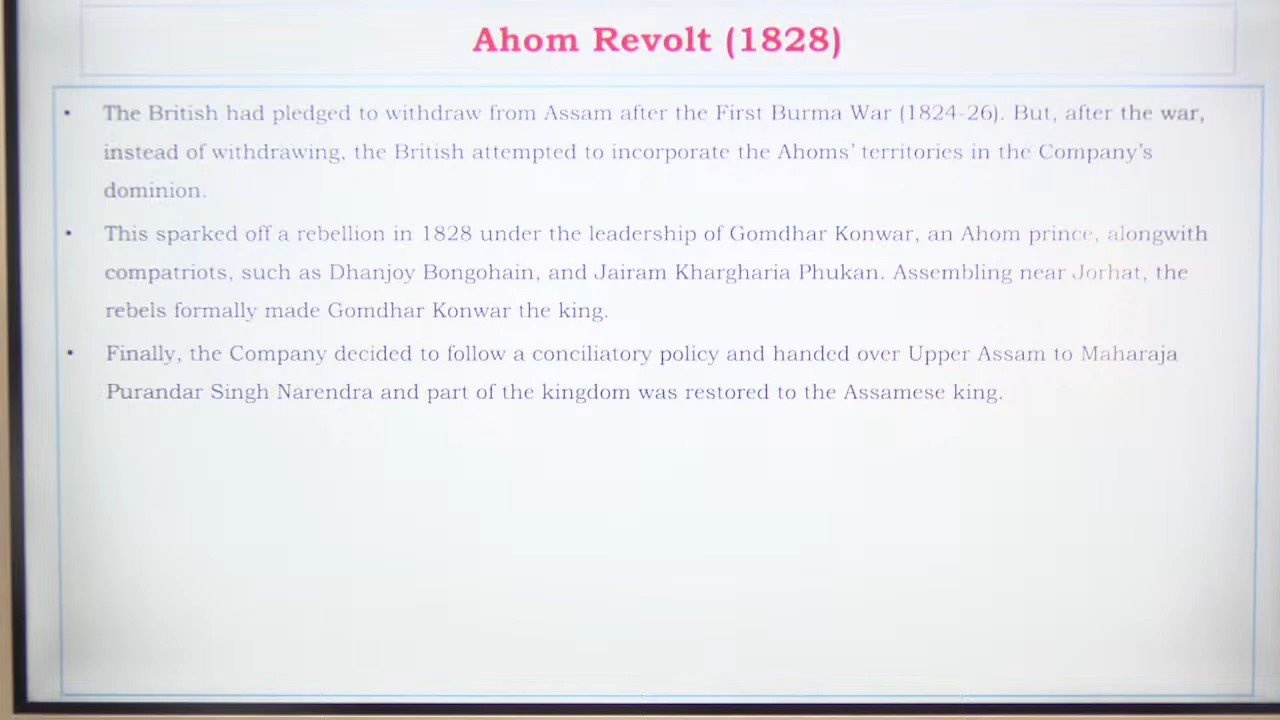 Ahom Revolt (1828)
• The British had pledged to withdraw from Assam after the First Burma War (1824-26). But, after the war,
instead of withdrawing, the British attempted to incorporate the Ahoms' territories in the Company's
dominion.
• This sparked off a rebellion in 1828 under the leadership of Gomdhar Konwar, an Ahom prince, alongwith
compatriots, such as Dhanjoy Bongohain, and Jairam Khargharia Phukan. Assembling near Jorhat, the
rebels formally made Gomdhar Konwar the king.
• Finally, the Company decided to follow a conciliatory policy and handed over Upper Assam to Maharaja
Purandar Singh Narendra and part of the kingdom was restored to the Assamese king.